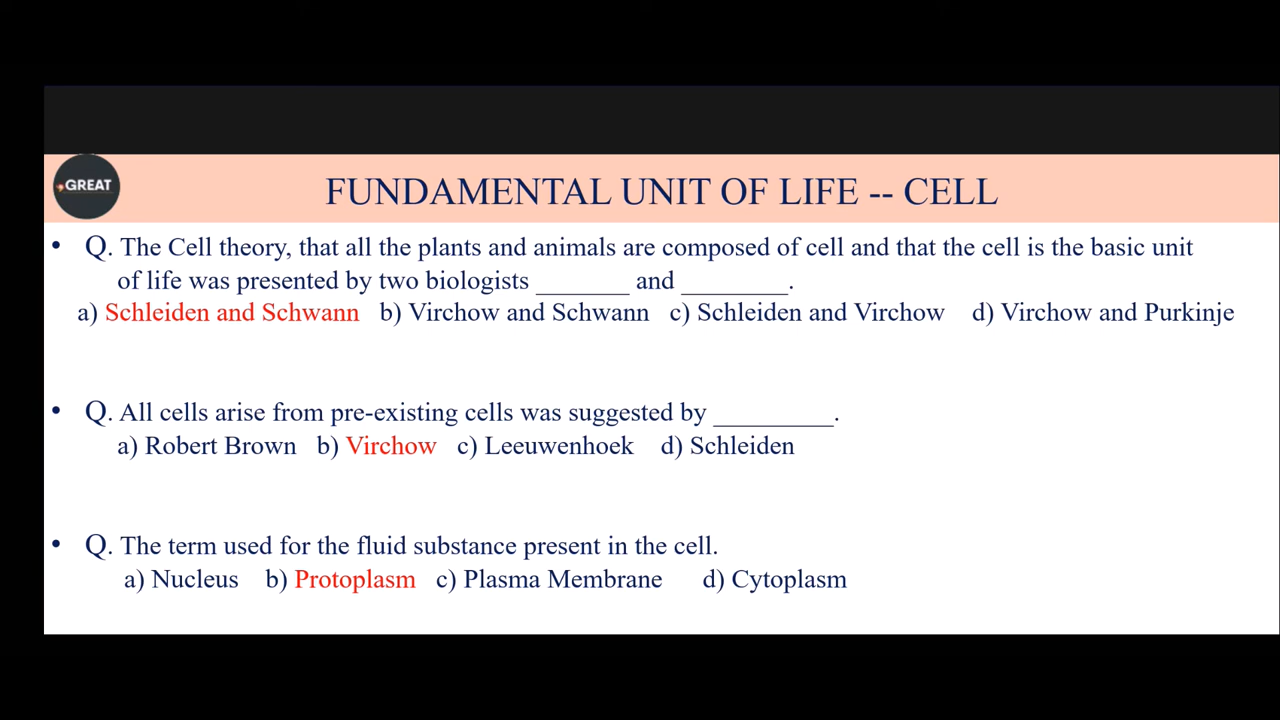 GREAT
FUNDAMENTAL UNIT OF LIFE -- CELL
• Q. The Cell theory, that all the plants and animals are composed of cell and that the cell is the basic unit
of life was presented by two biologists _______ and ________.
a) Schleiden and Schwann b) Virchow and Schwann c) Schleiden and Virchow d) Virchow and Purkinje
• Q. All cells arise from pre-existing cells was suggested by _________.
a) Robert Brown b) Virchow c) Leeuwenhoek d) Schleiden
• Q. The term used for the fluid substance present in the cell.
a) Nucleus b) Protoplasm c) Plasma Membrane d) Cytoplasm